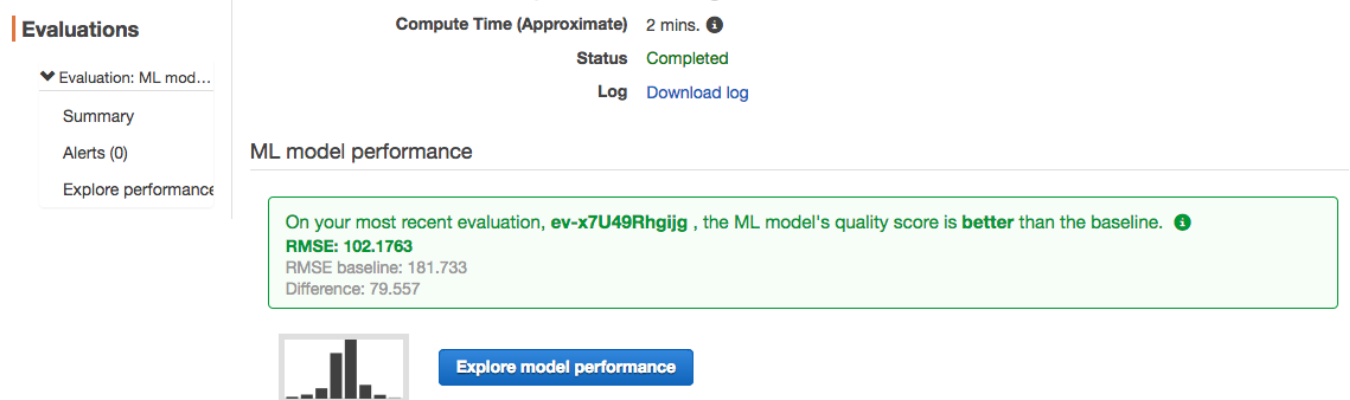 Evaluations
Evaluation: ML mod...
Summary
Alerts (0)
Explore performance
Compute Time (Approximate) 2 mins.
Status Completed
Log Download log
ML model performance
On your most recent evaluation, ev-x7U49Rhgijg , the ML model's quality score is better than the baseline.
RMSE: 102.1763
RMSE baseline: 181.733
Difference: 79.557
Explore model performance